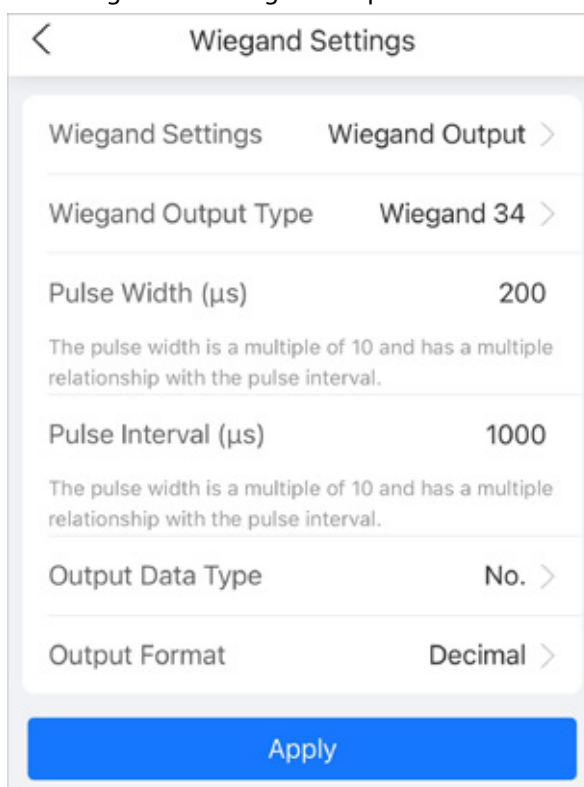 Wiegand Settings
Wiegand Settings Wiegand Output
Wiegand Output Type Wiegand 34
Pulse Width (μs) 200
The pulse width is a multiple of 10 and has a multiple
relationship with the pulse interval.
Pulse Interval (μs) 1000
The pulse width is a multiple of 10 and has a multiple
relationship with the pulse interval.
Output Data Type No.
Output Format Decimal
Apply